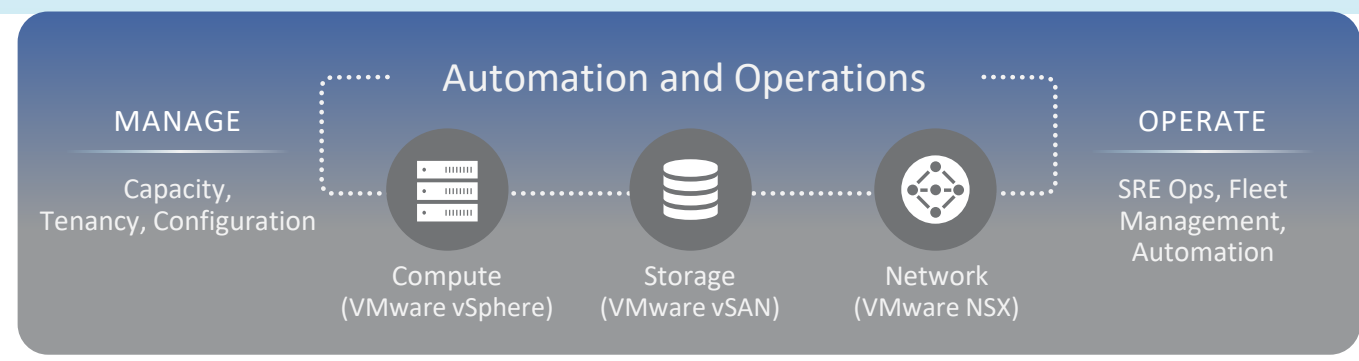 Automation and Operations
MANAGE
Capacity,
Tenancy, Configuration
Compute
(VMware vSphere)
Storage
(VMware vSAN)
Network
(VMware NSX)
OPERATE
SRE Ops, Fleet
Management,
Automation